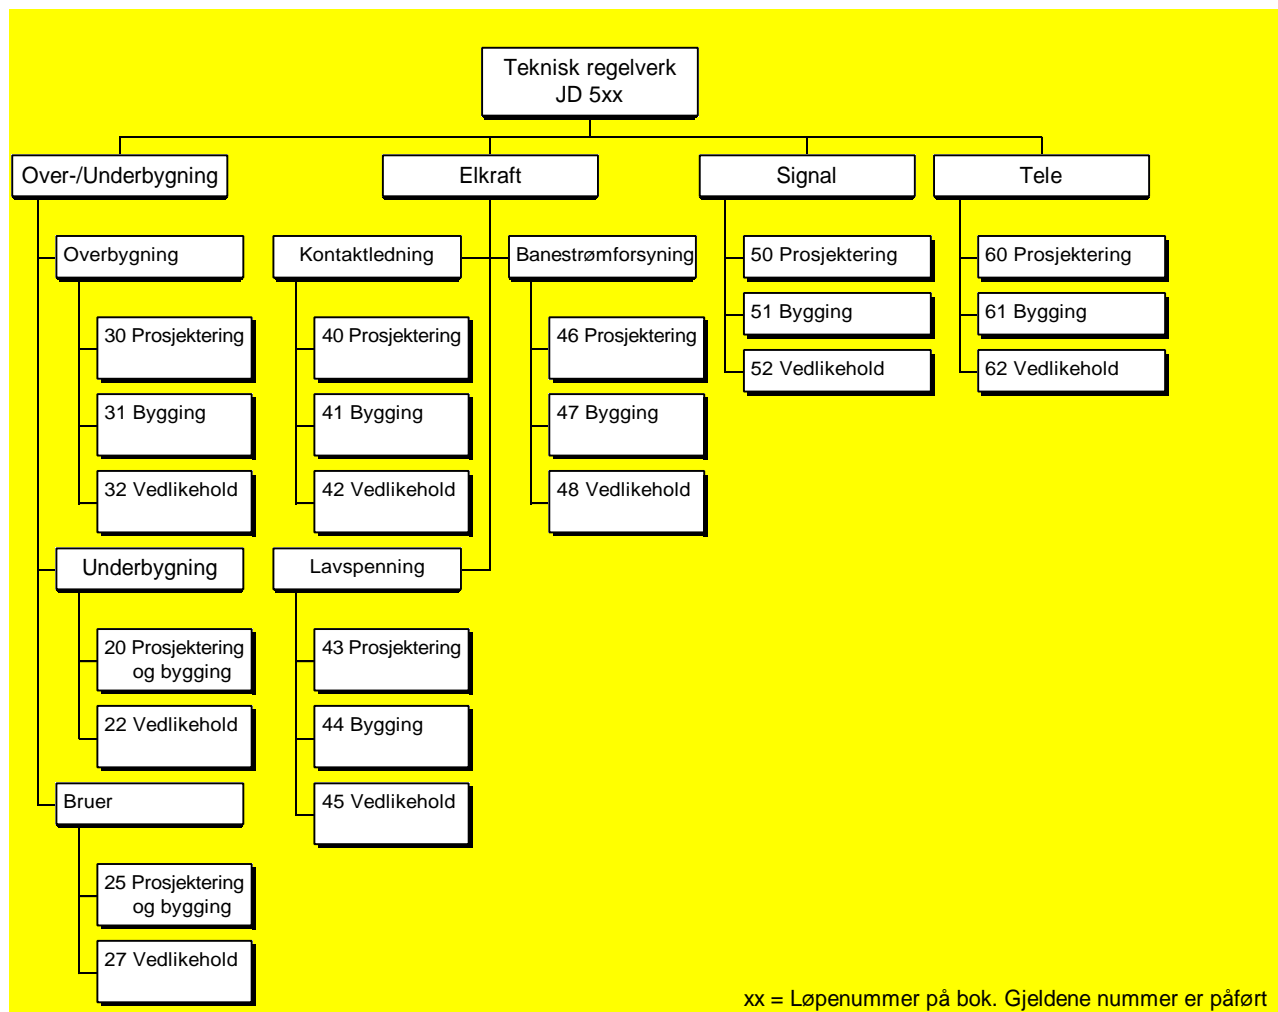 Teknisk regelverk
JD 5xx
Over-/Underbygning
Elkraft
Signal
Tele
Overbygning
30 Prosjektering
31 Bygging
32 Vedlikehold
Underbygning
20 Prosjektering
og bygging
22 Vedlikehold
Bruer
25 Prosjektering
og bygging
27 Vedlikehold
Kontaktledning
40 Prosjektering
41 Bygging
42 Vedlikehold
Lavspenning
43 Prosjektering
44 Bygging
45 Vedlikehold
Banestrømforsyning
46 Prosjektering
47 Bygging
48 Vedlikehold
50 Prosjektering
51 Bygging
52 Vedlikehold
60 Prosjektering
61 Bygging
62 Vedlikehold
xx = Løpenummer på bok. Gjeldene nummer er påført